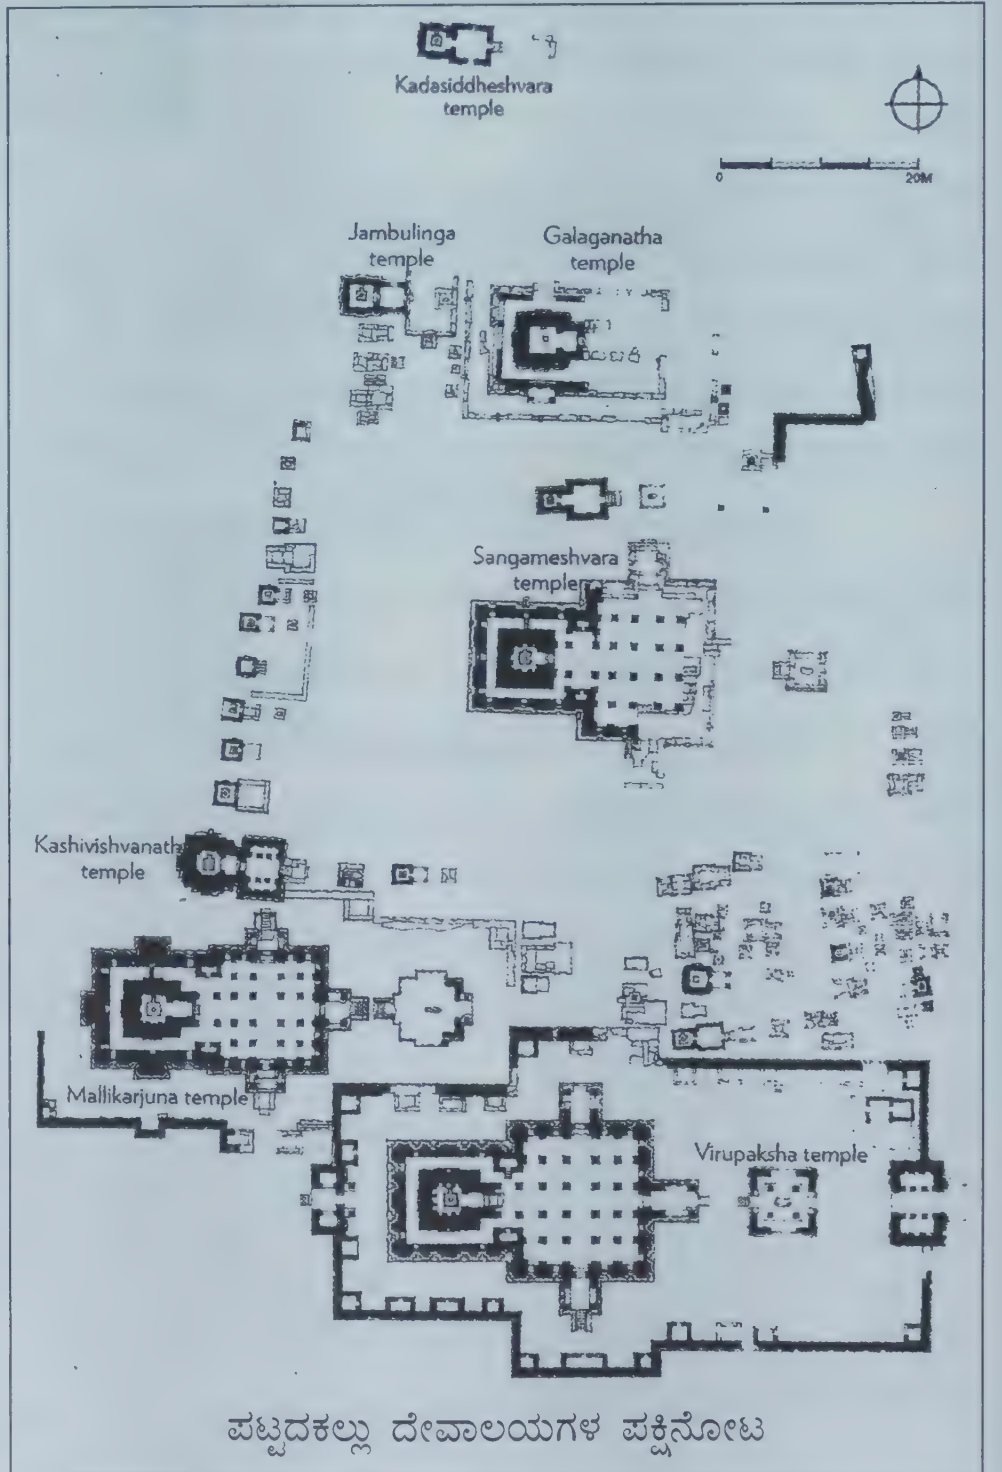 Kadasiddheshvara
temple
0 20M
Jambulinga
temple
Galaganatha
temple
Sangameshvara
temple
Kashivishvanath
temple
Mallikarjuna temple
Virupaksha temple
ಪಟ್ಟದಕಲ್ಲು ದೇವಾಲಯಗಳ ಪಕ್ಷಿನೋಟ